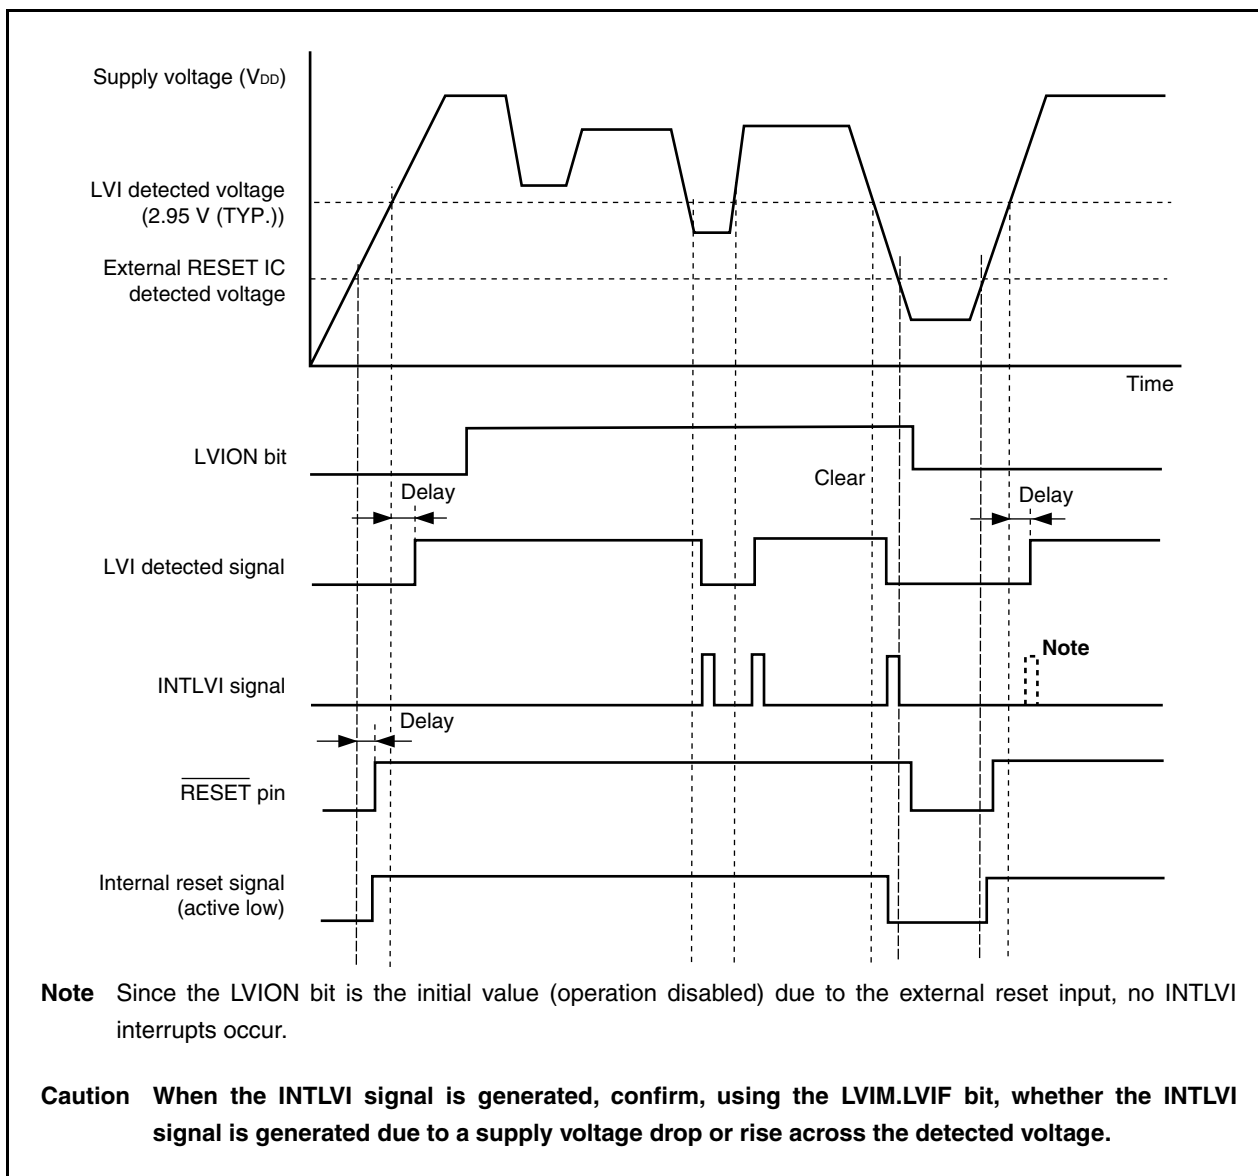 Supply voltage (VDD)
LVI detected voltage
(2.95 V (TYP.))
External RESET IC
detected voltage
Time
LVION bit
Clear
Delay
Delay
LVI detected signal
Note
INTLVI signal
Delay
RESET pin
Internal reset signal
(active low)
Note Since the LVION bit is the initial value (operation disabled) due to the external reset input, no INTLVI
interrupts occur.
Caution When the INTLVI signal is generated, confirm, using the LVIM.LVIF bit, whether the INTLVI
signal is generated due to a supply voltage drop or rise across the detected voltage.